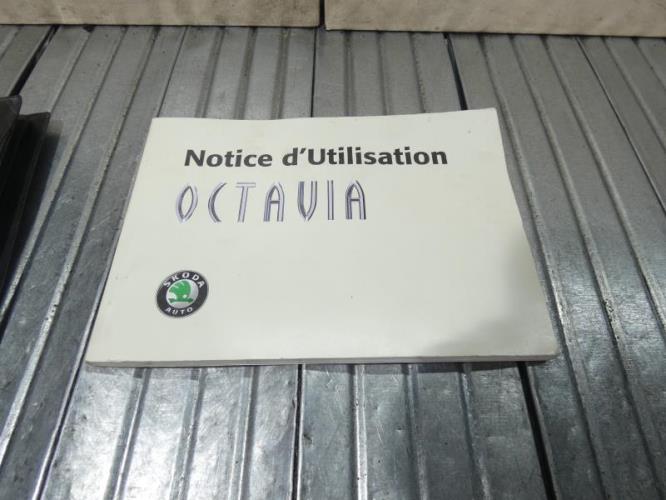 Notice d'Utilisation
OCTAVIA
SKODA
AUTO